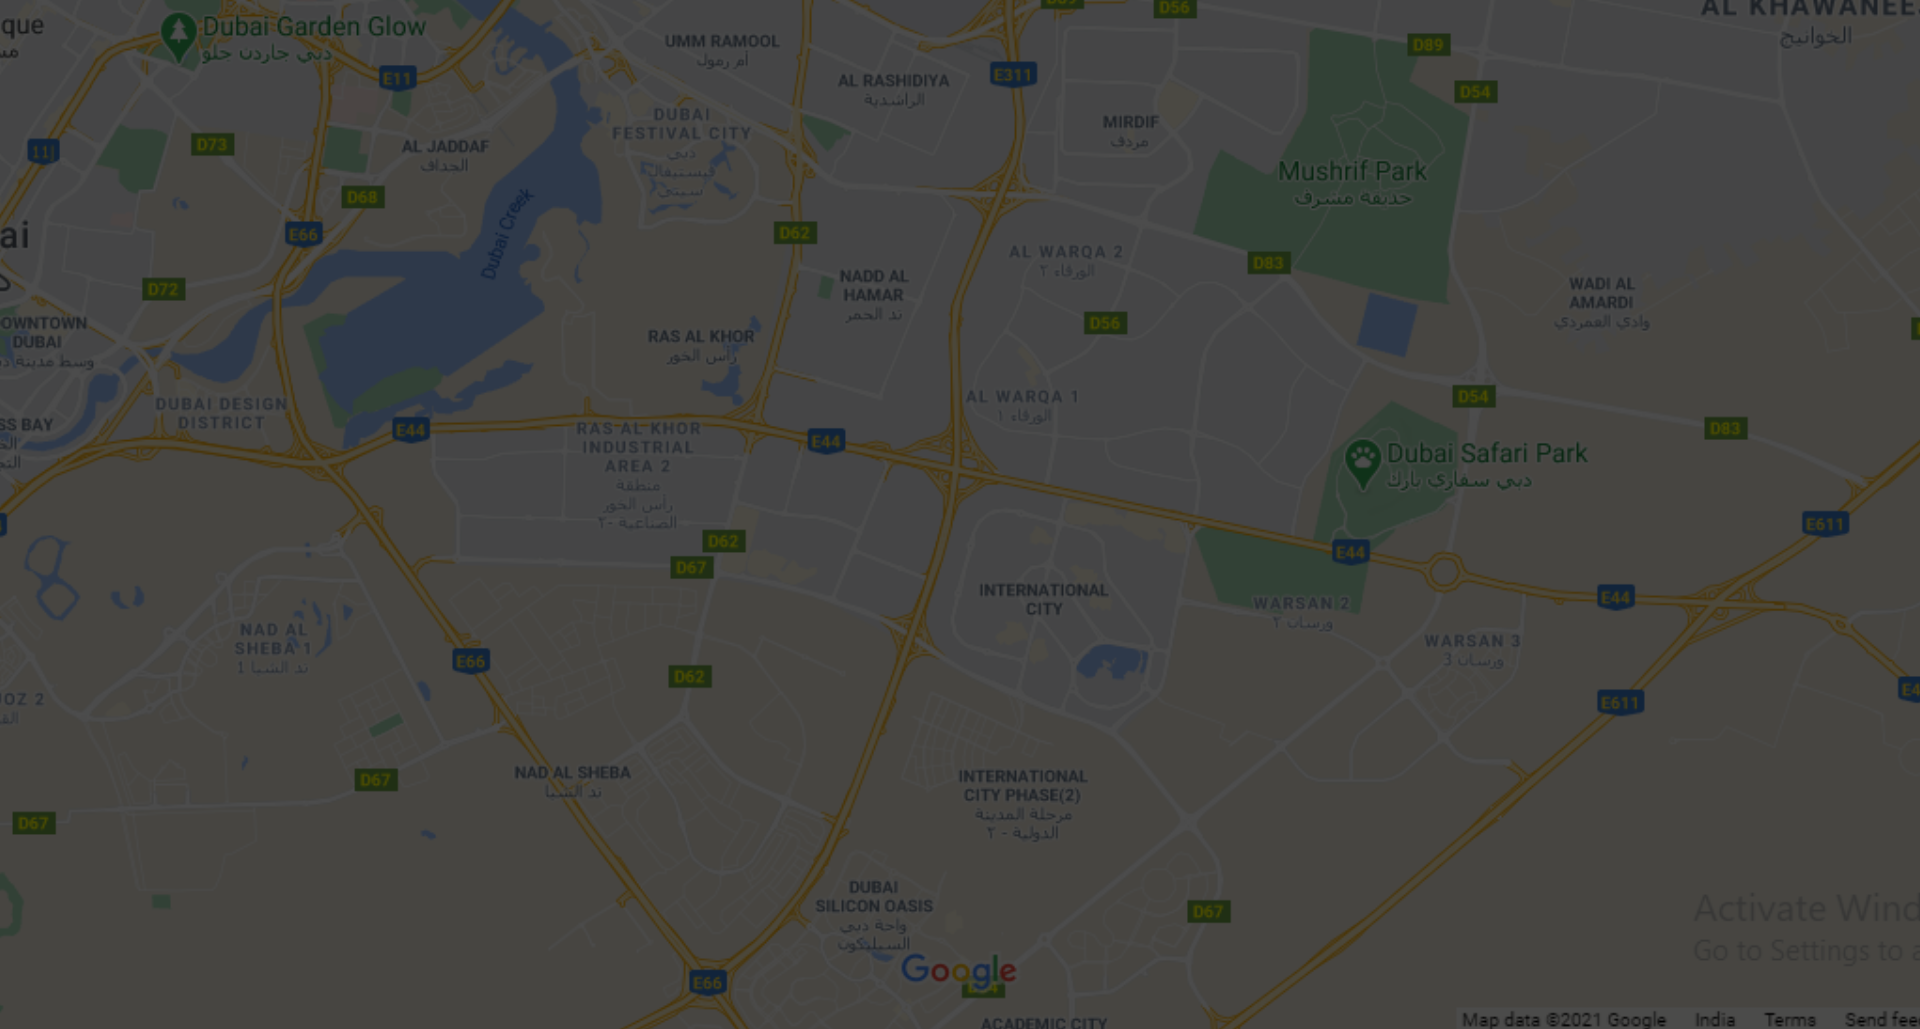 que
Dubai Garden Glow
دبي جاردن جلو
E11
UMM RAMOOL
أم رمول
D89
D56
AL RASHIDIYA
الراشدية
E311
D89
D54
AL KHAWANEE
الخوانيج
11
D73
AL JADDAF
الجداف
D68
DUBAI
FESTIVAL CITY
دبي
فيستيفال
سيتي
MIRDIF
مردف
Mushrif Park
حديقة مشرف
ai
E66
Dubai Creek
D62
AL WARQA 2
الورقاء ٢
D83
D72
NADD AL
HAMAR
ند الحمر
D56
WADI AL
AMARDI
وادي العمردي
OWNTOWN
DUBAI
RAS AL KHOR
راس الخور
DUBAI DESIGN
DISTRICT
SS BAY
E44
RAS AL KHOR
INDUSTRIAL
AREA 2
منطقة
رأس الخور
الصناعية -٢
E44
AL WARQA 1
الورقاء ١
D54
D83
Dubai Safari Park
دبي سفاري بارك
E611
D62
D67
E44
INTERNATIONAL
CITY
WARSAN 2
ورسان ٢
E44
NAD AL
SHEBA 1
ند الشبا 1
E66
D62
WARSAN 3
ورسان 3
E611
E4
OZ 2
D67
NAD AL SHEBA
ند الشبا
INTERNATIONAL
CITY PHASE(2)
مرحلة المدينة
الدولية - ٢
D67
DUBAI
SILICON OASIS
واحة دبي
السيليكون
D67
E66
Google
ACADEMIC CITY
Activate Wind
Go to Settings to a
Map data ©2021 Google India Terms Send fee